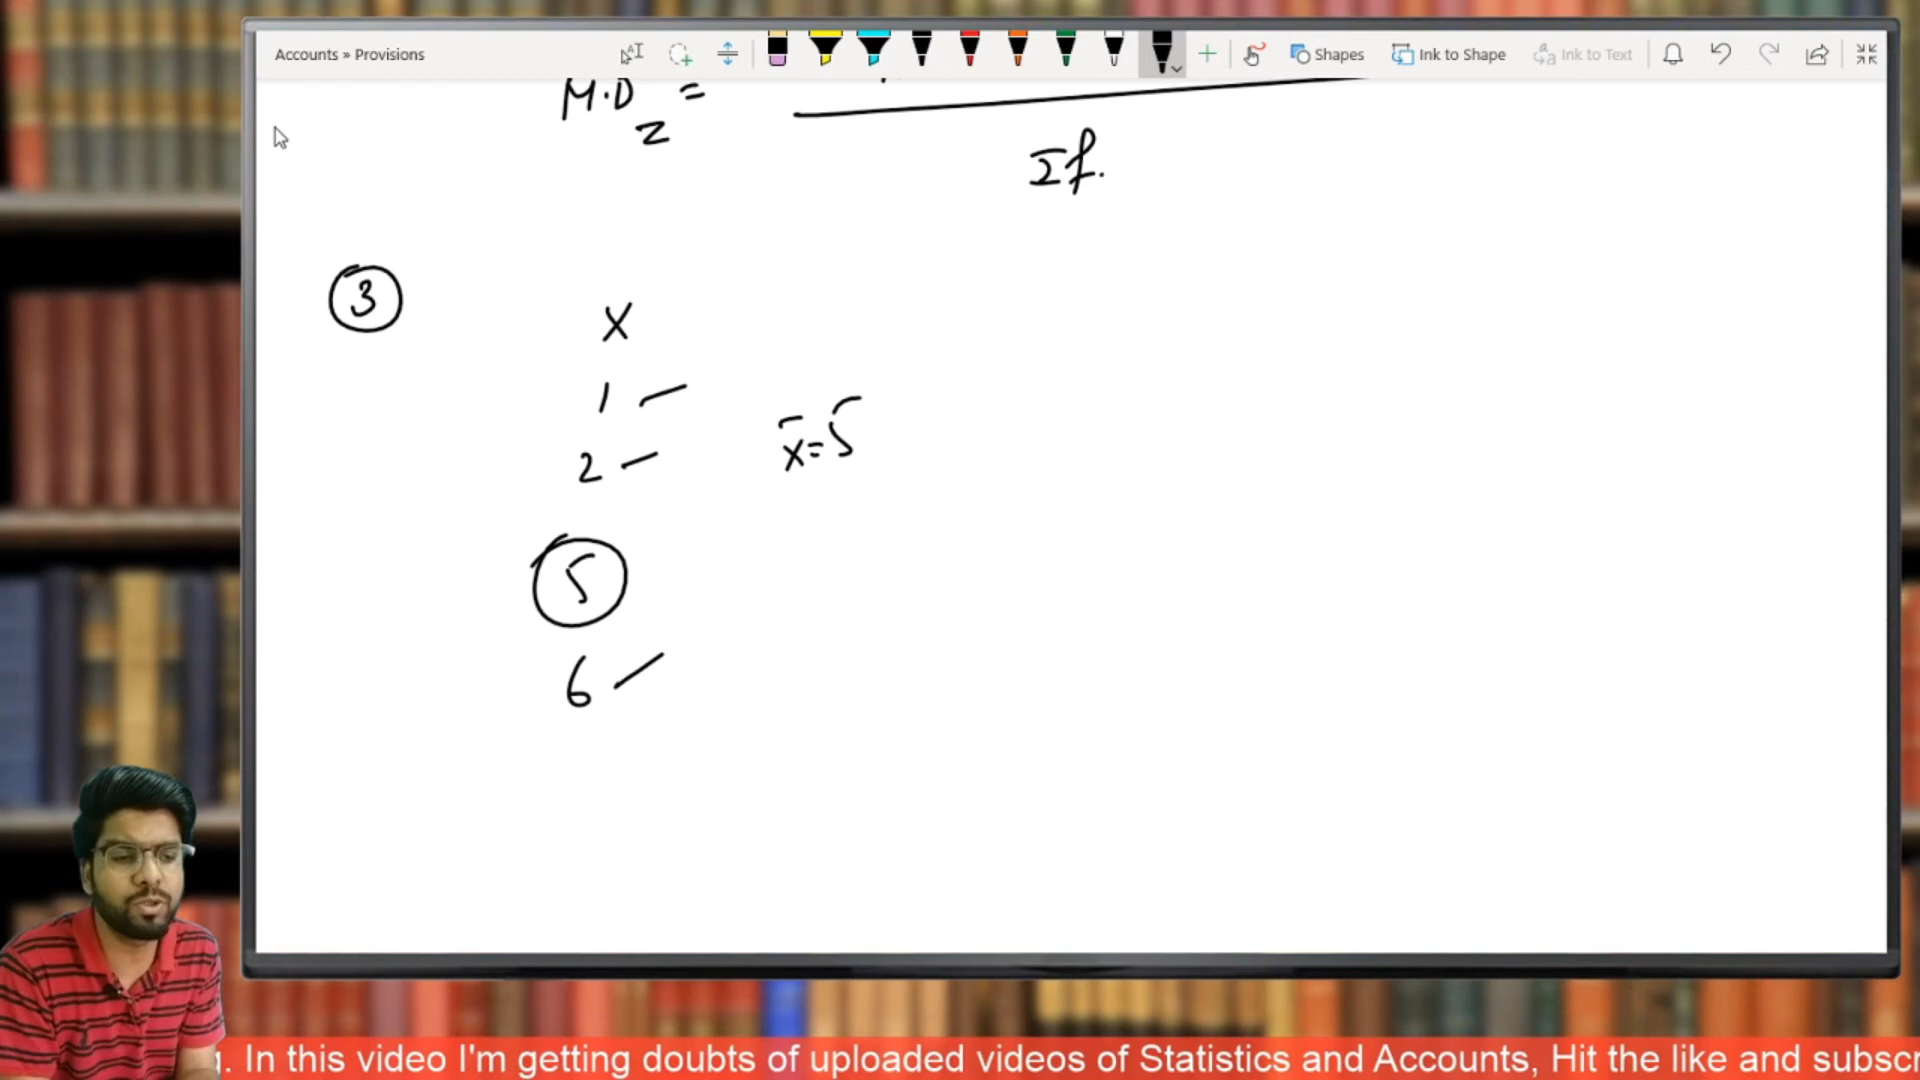 Accounts » Provisions
Shapes
Ink to Shape
Ink to Text
M.D z =
Σf.
3
X
1
2
x̄=5
5
6
. In this video I'm getting doubts of uploaded videos of Statistics and Accounts, Hit the like and subscr